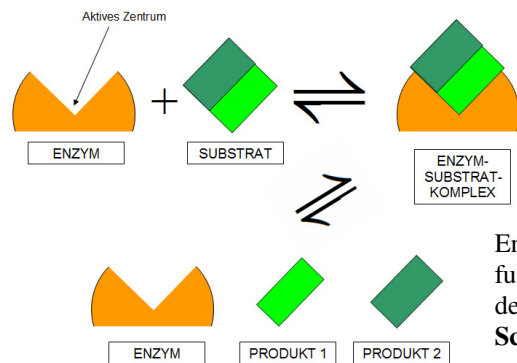 Aktives Zentrum
+
ENZYM
SUBSTRAT
ENZYM-
SUBSTRAT-
KOMPLEX
ENZYM
PRODUKT 1
PRODUKT 2